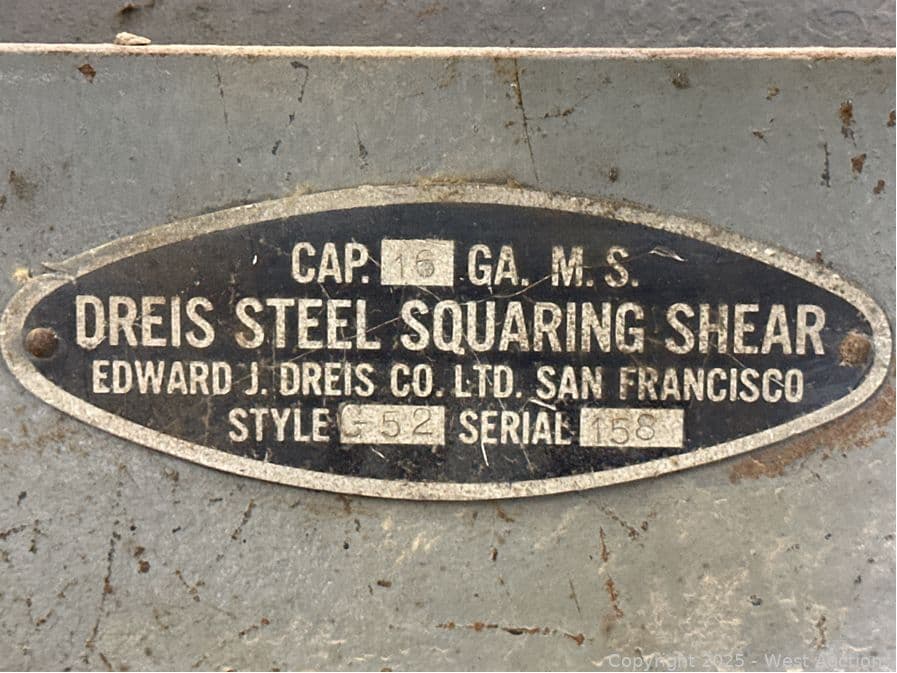 CAP. 16 GA. M. S.
DREIS STEEL SQUARING SHEAR
EDWARD J. DREIS CO. LTD. SAN FRANCISCO
STYLE G-52 SERIAL 158
Copyright 2025 - West Auctions